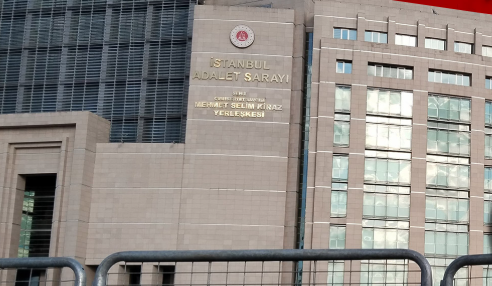 İSTANBUL
ADALET SARAYI
MEHMET SELİM KİRAZ
YERLEŞKESİ